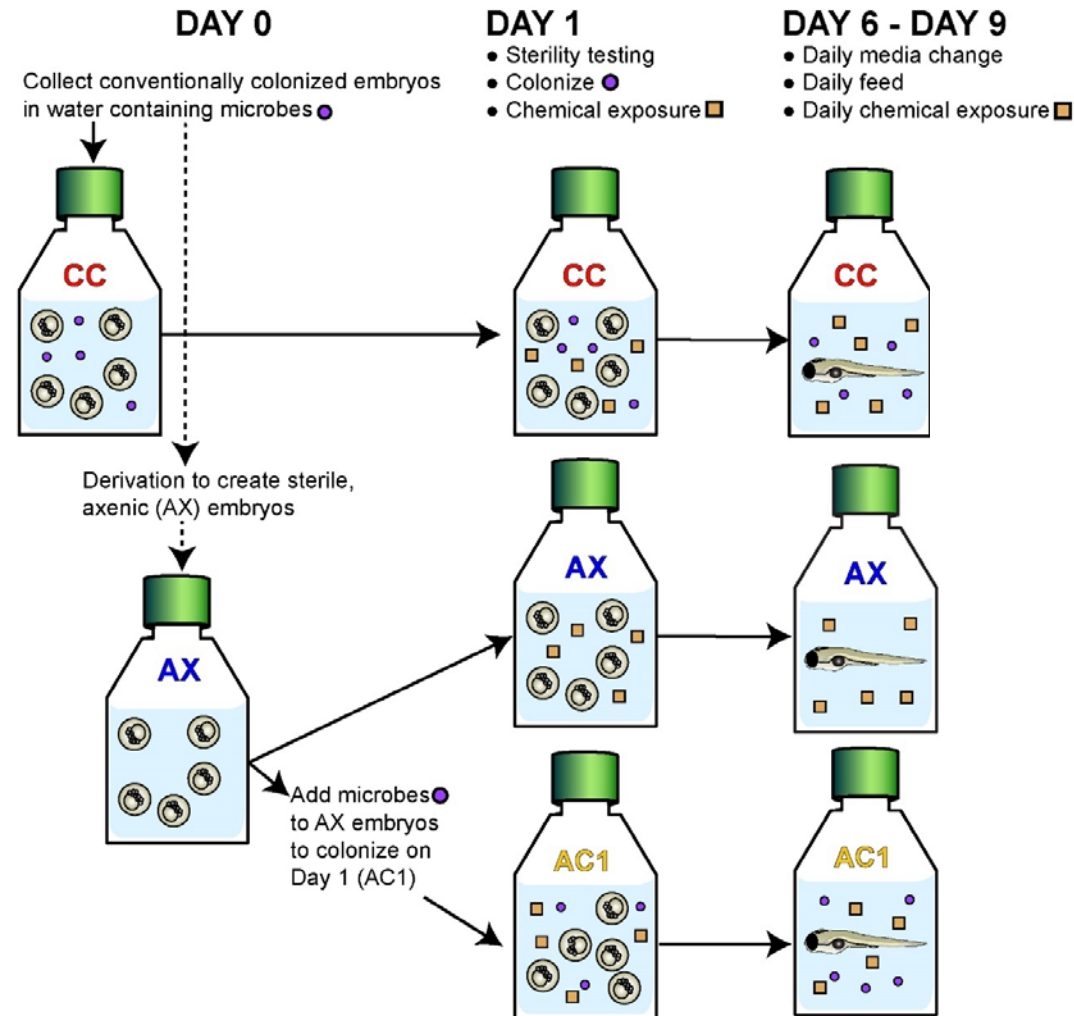 DAY 0
Collect conventionally colonized embryos
in water containing microbes
DAY 1
• Sterility testing
• Colonize
• Chemical exposure
DAY 6 - DAY 9
• Daily media change
• Daily feed
• Daily chemical exposure
CC
CC
CC
Derivation to create sterile,
axenic (AX) embryos
AX
AX
AX
Add microbes
to AX embryos
to colonize on
Day 1 (AC1)
AC1
AC1